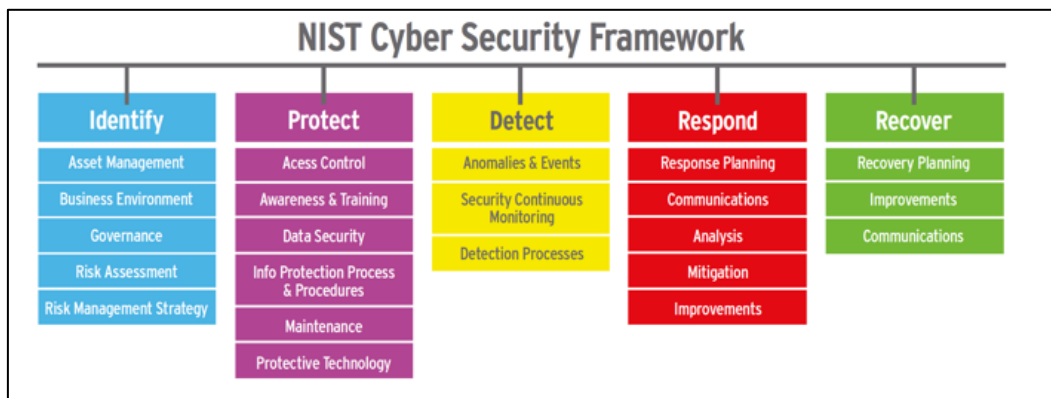 NIST Cyber Security Framework
Identify
Asset Management
Business Environment
Governance
Risk Assessment
Risk Management Strategy
Protect
Acess Control
Awareness & Training
Data Security
Info Protection Process
& Procedures
Maintenance
Protective Technology
Detect
Anomalies & Events
Security Continuous
Monitoring
Detection Processes
Respond
Response Planning
Communications
Analysis
Mitigation
Improvements
Recover
Recovery Planning
Improvements
Communications